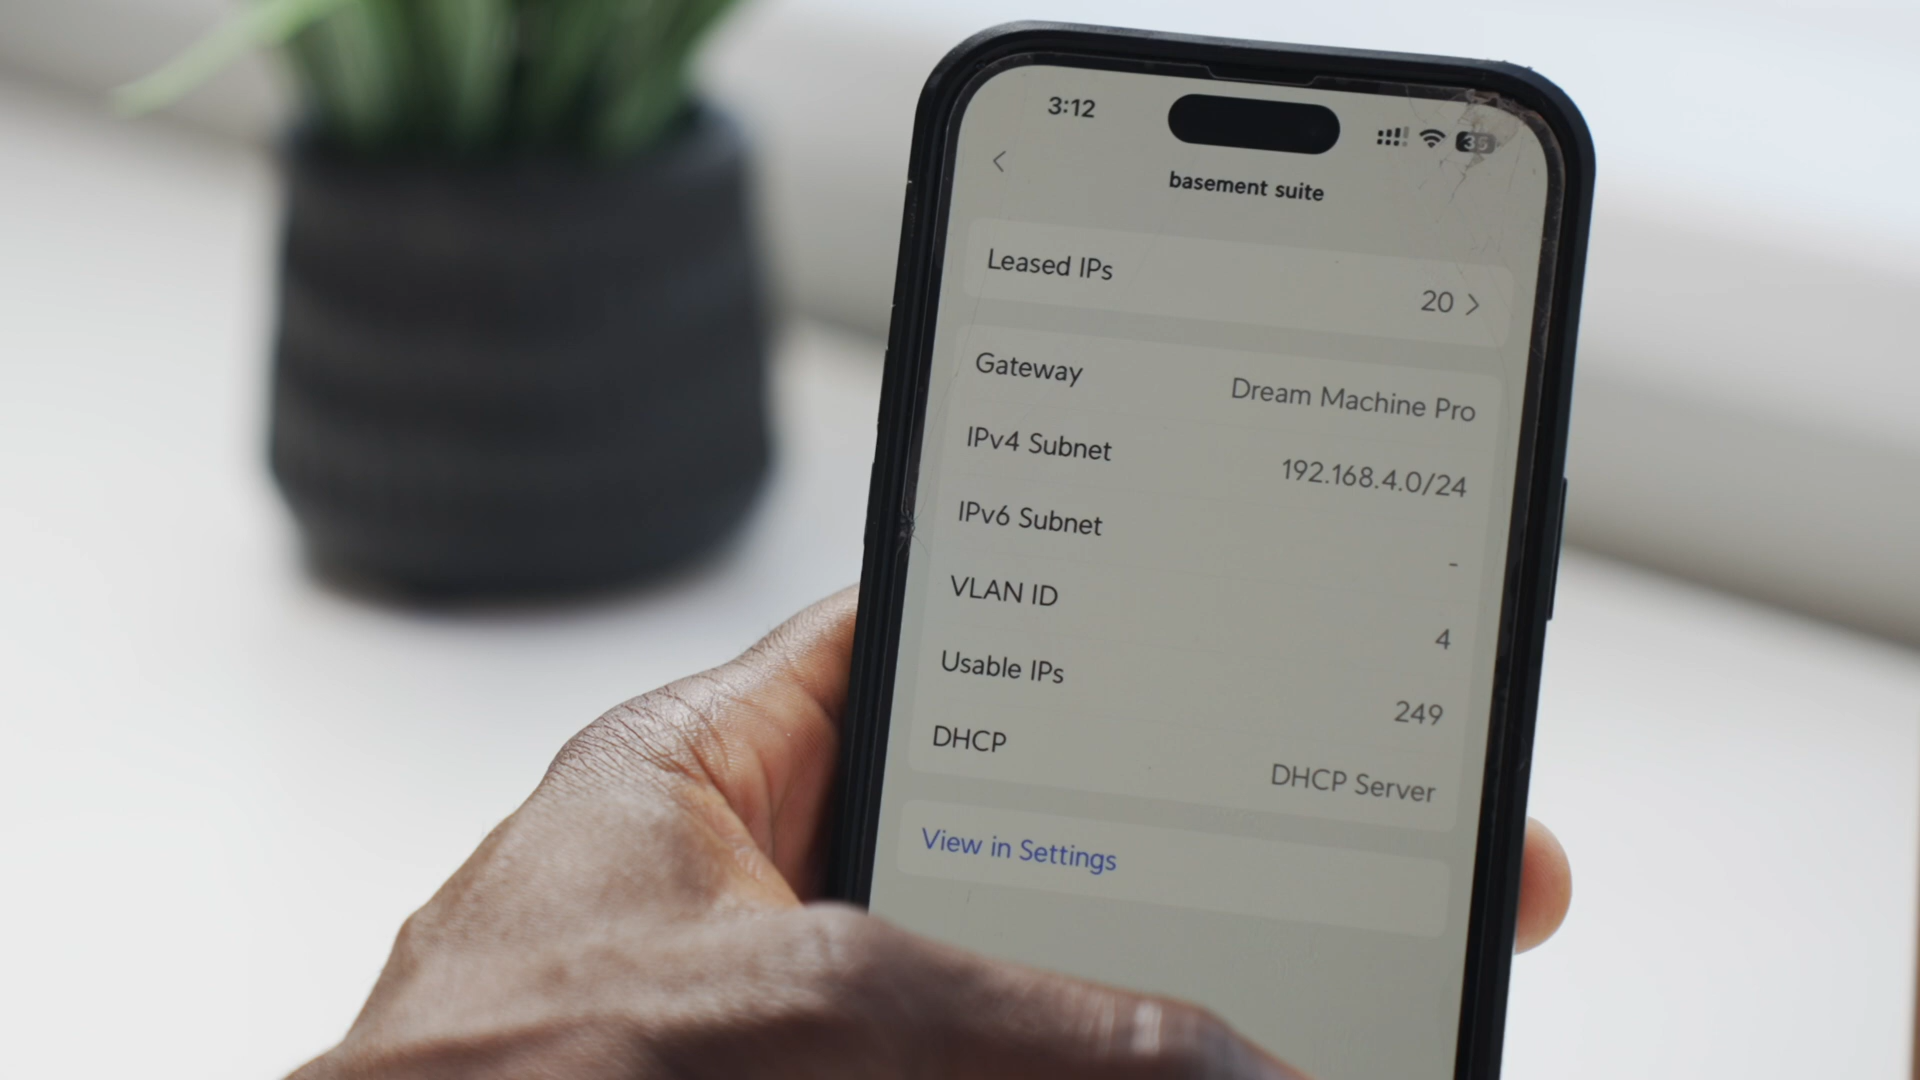 3:12
35
basement suite
Leased IPs 20
Gateway Dream Machine Pro
IPv4 Subnet 192.168.4.0/24
IPv6 Subnet -
VLAN ID 4
Usable IPs 249
DHCP DHCP Server
View in Settings